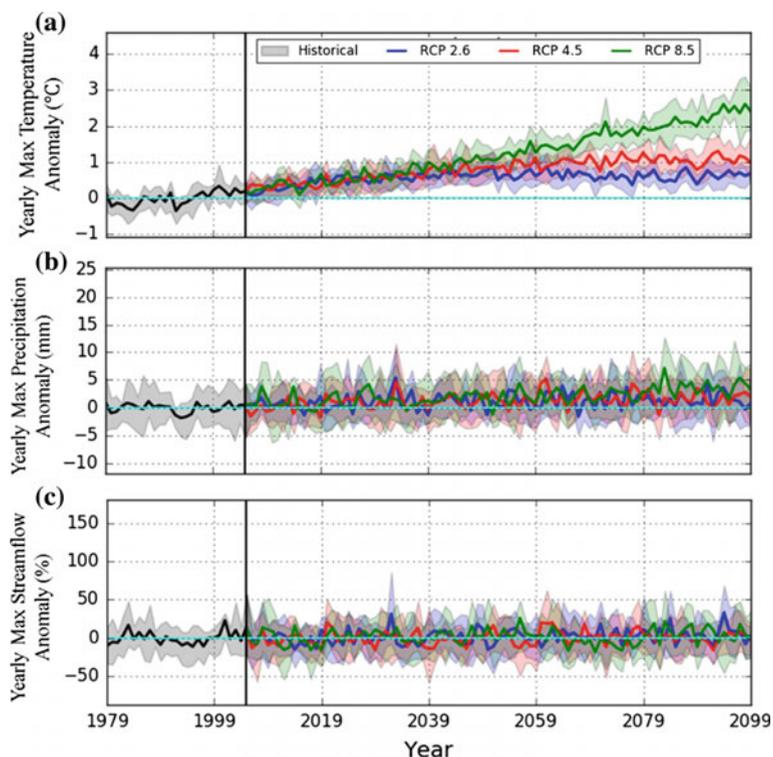 (a)
Historical RCP 2.6 RCP 4.5 RCP 8.5
Yearly Max Temperature
Anomaly (°C)
4
3
2
1
0
−1
(b)
Yearly Max Precipitation
Anomaly (mm)
25
20
15
10
5
0
−5
−10
(c)
Yearly Max Streamflow
Anomaly (%)
150
100
50
0
−50
1979 1999 2019 2039 2059 2079 2099
Year